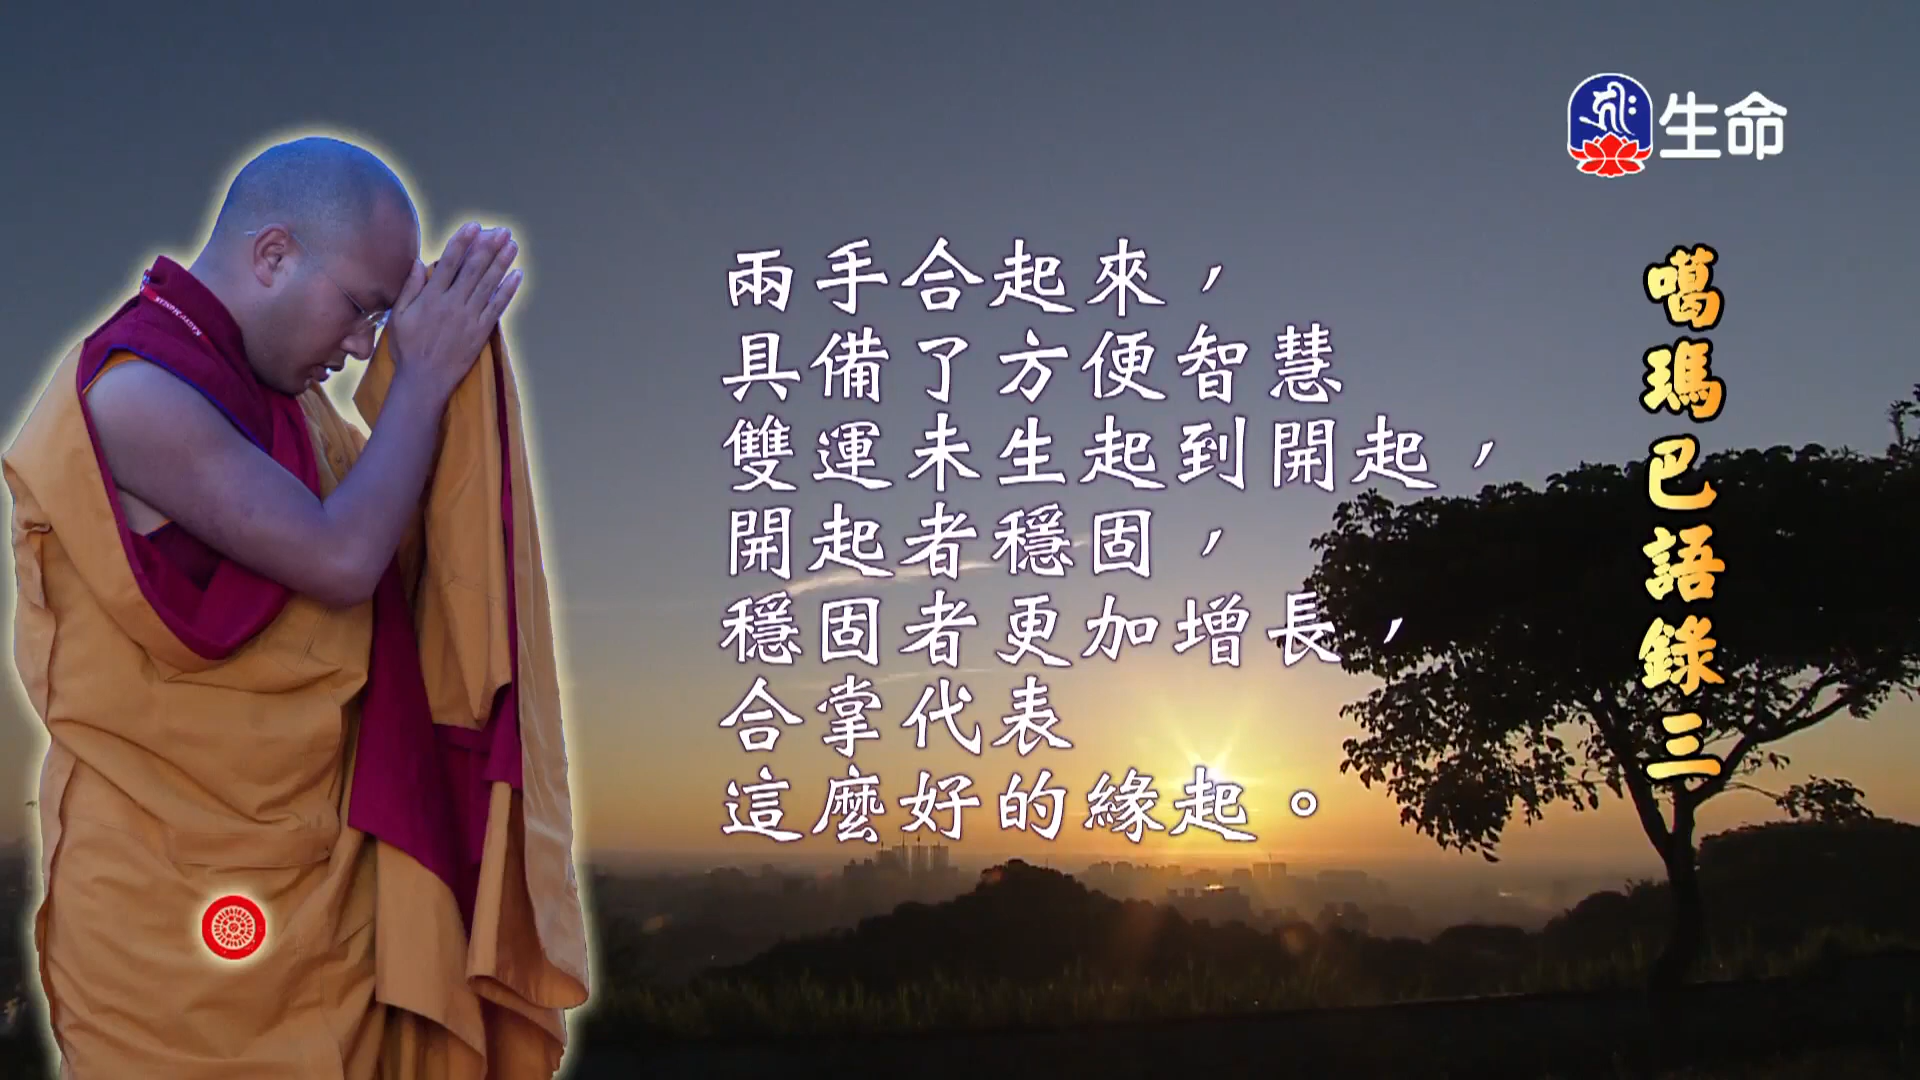 生命
兩手合起來，
具備了方便智慧
雙運未生起到開起，
開起者穩固，
穩固者更加增長，
合掌代表
這麼好的緣起。
噶瑪巴語錄三